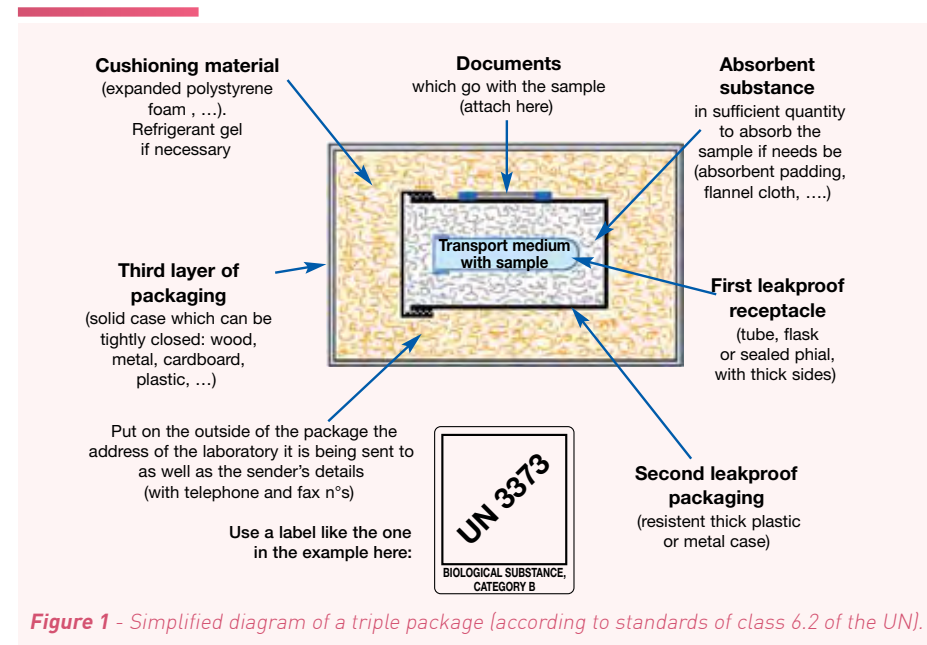 Cushioning material
(expanded polystyrene
foam , ...).
Refrigerant gel
if necessary
Documents
which go with the sample
(attach here)
Absorbent
substance
in sufficient quantity
to absorb the
sample if needs be
(absorbent padding,
flannel cloth, ....)
Transport medium
with sample
Third layer of
packaging
(solid case which can be
tightly closed: wood,
metal, cardboard,
plastic, ...)
First leakproof
receptacle
(tube, flask
or sealed phial,
with thick sides)
Put on the outside of the package the
address of the laboratory it is being sent to
as well as the sender's details
(with telephone and fax n°s)
Use a label like the one
in the example here:
UN 3373
BIOLOGICAL SUBSTANCE,
CATEGORY B
Second leakproof
packaging
(resistent thick plastic
or metal case)
Figure 1 - Simplified diagram of a triple package (according to standards of class 6.2 of the UN).